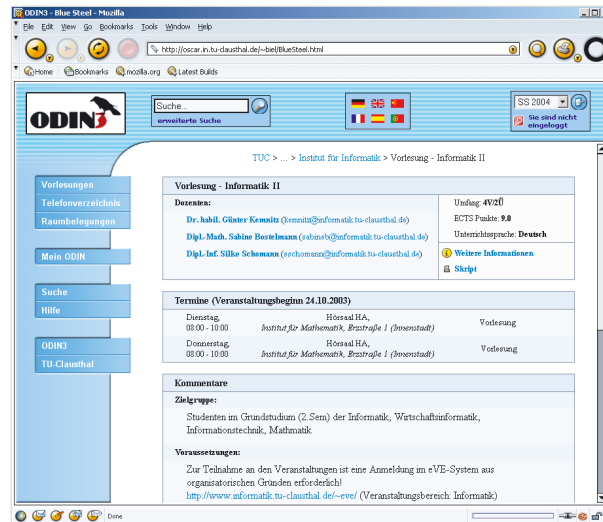 ODIN3 - Blue Steel - Mozilla
File Edit View Go Bookmarks Tools Window Help
http://oscar.in.tu-clausthal.de/~biel/BlueSteel.html
Home Bookmarks mozilla.org Latest Builds
ODIN3
Suche...
erweiterte Suche
SS 2004
Sie sind nicht
eingeloggt
TUC > ... > Institut für Informatik > Vorlesung - Informatik II
Vorlesungen
Telefonverzeichnis
Raumbelegungen
Mein ODIN
Suche
Hilfe
ODIN3
TU-Clausthal
Vorlesung - Informatik II
Dozenten:
Dr. habil. Günter Kemnitz (kemnitz@informatik.tu-clausthal.de)
Dipl.-Math. Sabine Bostelmann (sabineb@informatik.tu-clausthal.de)
Dipl.-Inf. Silke Schomann (sschomann@informatik.tu-clausthal.de)
Umfang: 4V/2Ü
ECTS Punkte: 9.0
Unterrichtssprache: Deutsch
Weitere Informationen
Skript
Termine (Veranstaltungsbeginn 24.10.2003)
Dienstag, Hörsaal HA,
08:00 - 10:00 Institut für Mathematik, Erzstraße 1 (Innenstadt) Vorlesung
Donnerstag, Hörsaal HA,
08:00 - 10:00 Institut für Mathematik, Erzstraße 1 (Innenstadt) Vorlesung
Kommentare
Zielgruppe:
Studenten im Grundstudium (2.Sem) der Informatik, Wirtschaftsinformatik,
Informationstechnik, Mathmatik
Voraussetzungen:
Zur Teilnahme an den Veranstaltungen ist eine Anmeldung im eVE-System aus
organisatorischen Gründen erforderlich!
http://www.informatik.tu-clausthal.de/~eve/ (Veranstaltungsbereich: Informatik)
Done